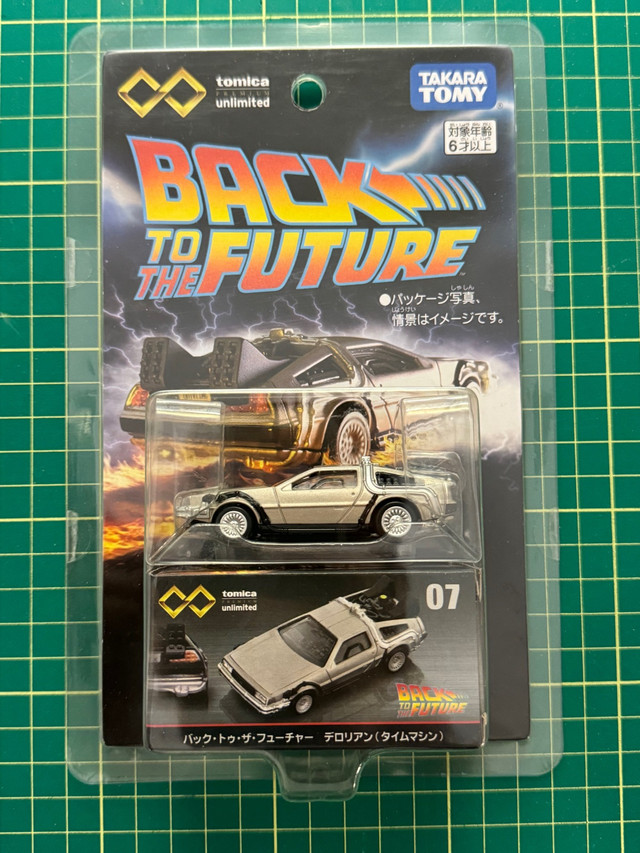 tomica
PREMIUM
unlimited
TAKARA
TOMY
対象年齢
6才以上
BACK
TO
THE
FUTURE
●パッケージ写真、
情景はイメージです。
tomica
PREMIUM
unlimited
07
BACK
TO
THE
FUTURE
バック・トゥ・ザ・フューチャー デロリアン(タイムマシン)